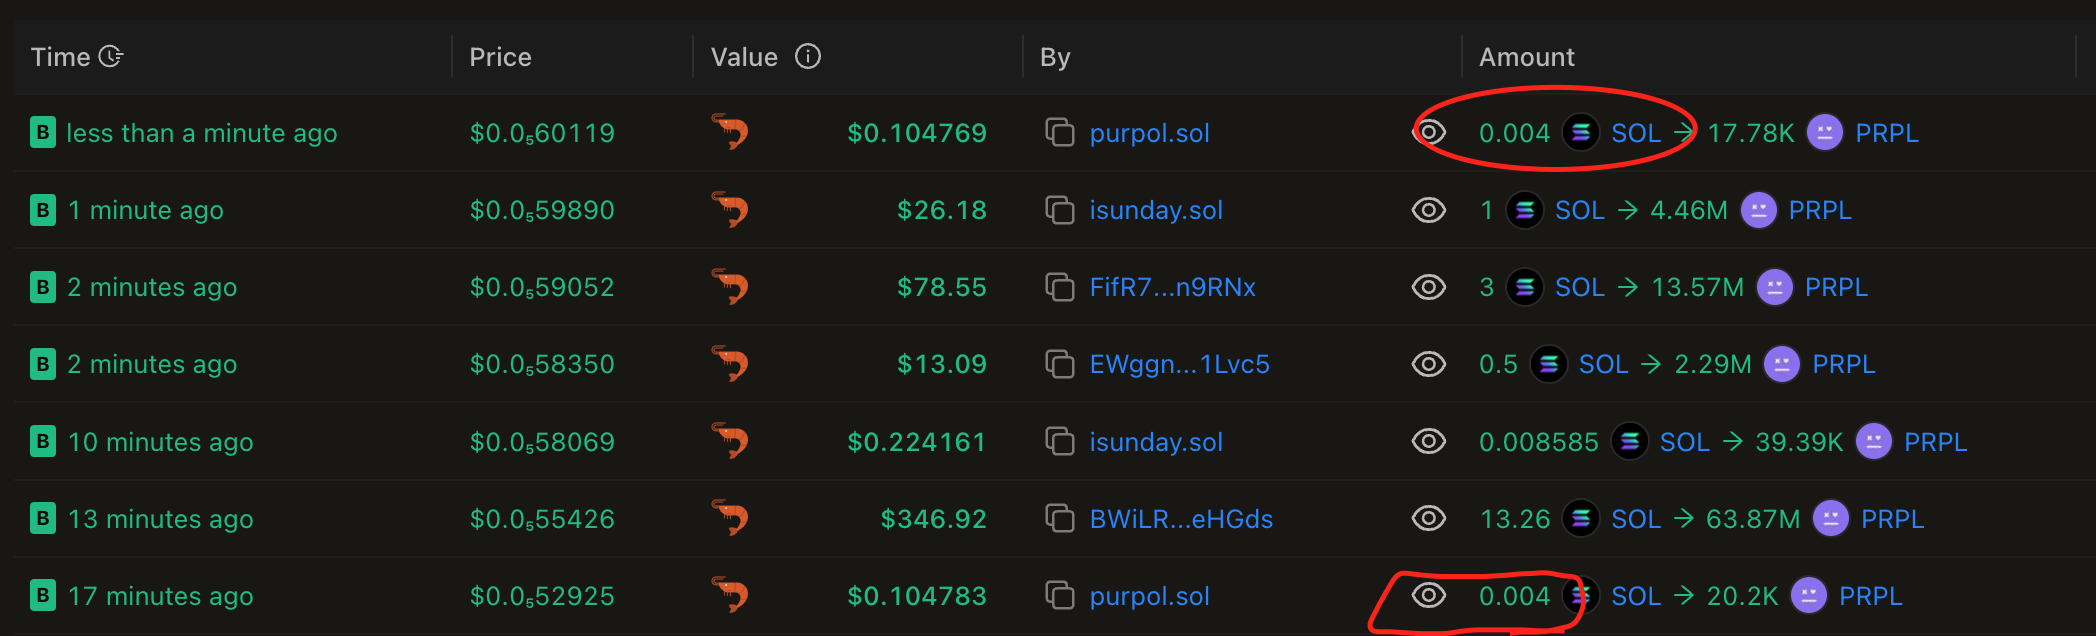 Time Price Value By Amount
B less than a minute ago $0.0₅60119 $0.104769 purpol.sol 0.004 SOL → 17.78K PRPL
B 1 minute ago $0.0₅59890 $26.18 isunday.sol 1 SOL → 4.46M PRPL
B 2 minutes ago $0.0₅59052 $78.55 FifR7...n9RNx 3 SOL → 13.57M PRPL
B 2 minutes ago $0.0₅58350 $13.09 EWggn...1Lvc5 0.5 SOL → 2.29M PRPL
B 10 minutes ago $0.0₅58069 $0.224161 isunday.sol 0.008585 SOL → 39.39K PRPL
B 13 minutes ago $0.0₅55426 $346.92 BWiLR...eHGds 13.26 SOL → 63.87M PRPL
B 17 minutes ago $0.0₅52925 $0.104783 purpol.sol 0.004 SOL → 20.2K PRPL